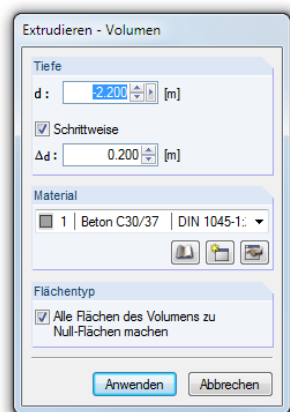 Extrudieren - Volumen
Tiefe
d : -2.200 [m]
Schrittweise
Δd : 0.200 [m]
Material
1 Beton C30/37 DIN 1045-1:
Flächentyp
Alle Flächen des Volumens zu
Null-Flächen machen
Anwenden Abbrechen